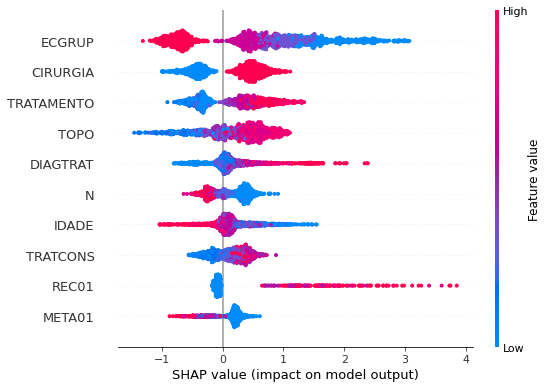 High
ECGRUP
CIRURGIA
TRATAMENTO
TOPO
DIAGTRAT
N
IDADE
TRATCONS
REC01
META01
Feature value
Low
−1 0 1 2 3 4
SHAP value (impact on model output)